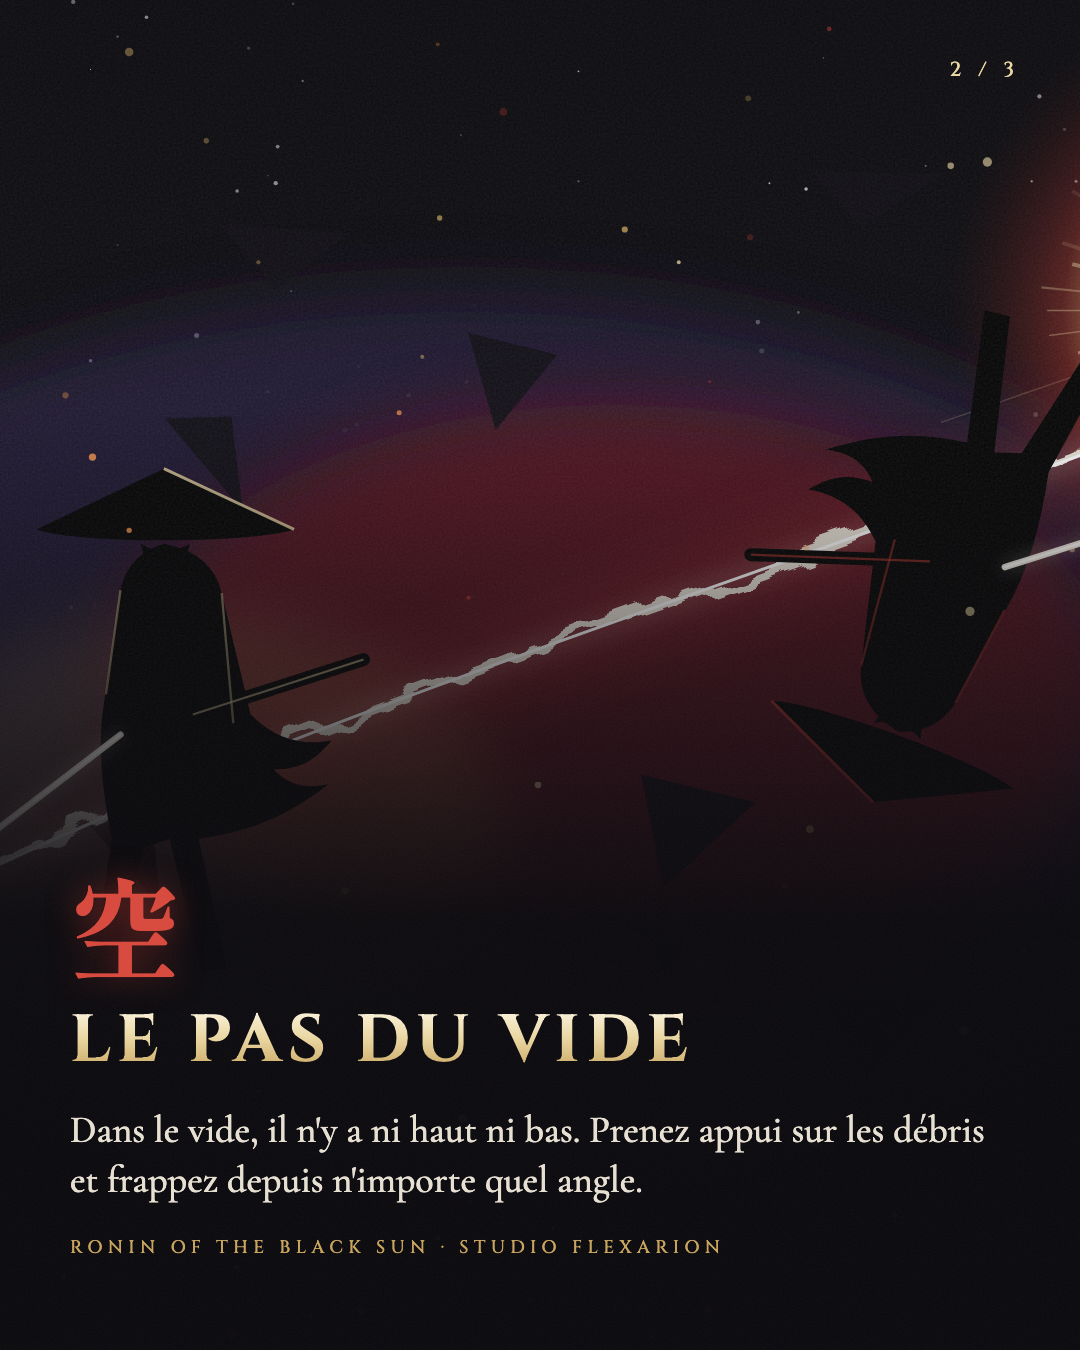 2 / 3
空
LE PAS DU VIDE
Dans le vide, il n'y a ni haut ni bas. Prenez appui sur les débris
et frappez depuis n'importe quel angle.
RONIN OF THE BLACK SUN · STUDIO FLEXARION